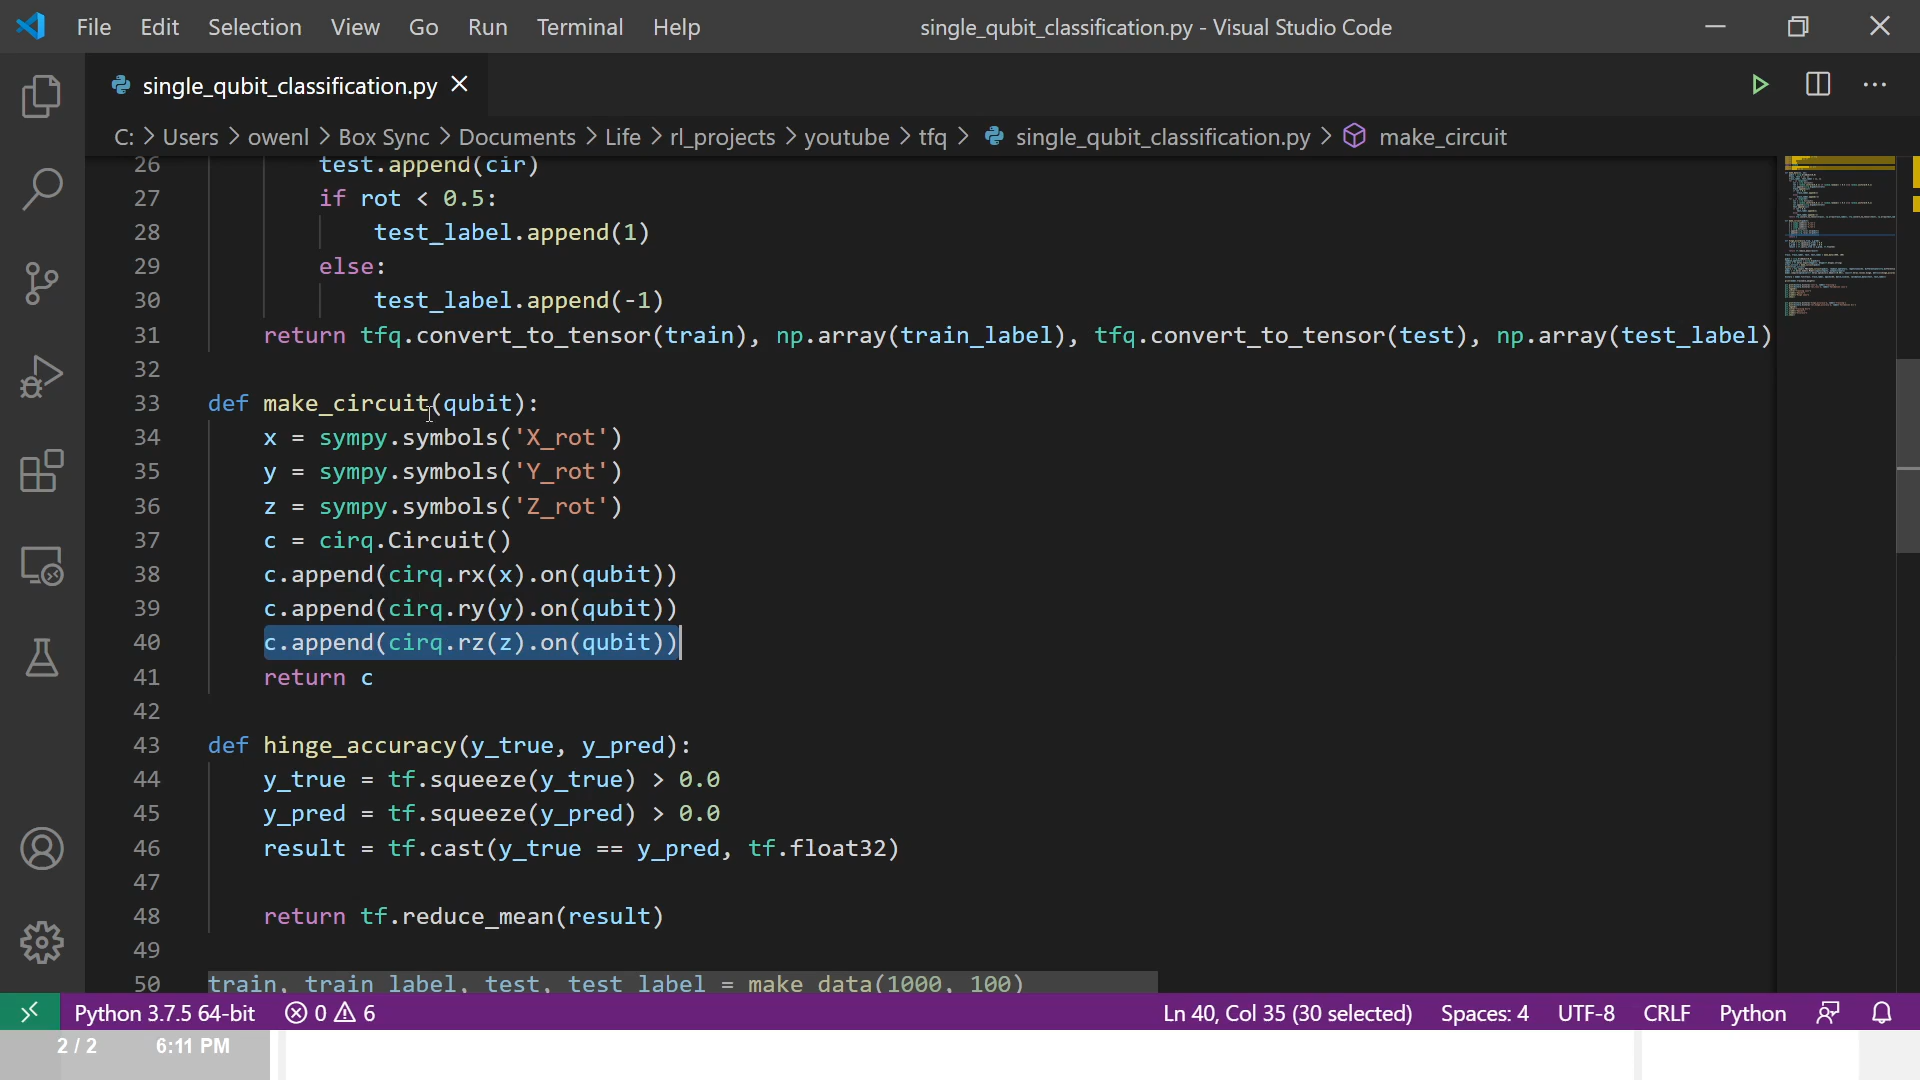 File Edit Selection View Go Run Terminal Help single_qubit_classification.py - Visual Studio Code
single_qubit_classification.py
C: > Users > owenl > Box Sync > Documents > Life > rl_projects > youtube > tfq > single_qubit_classification.py > make_circuit
26 test.append(cir)
27 if rot < 0.5:
28 test_label.append(1)
29 else:
30 test_label.append(-1)
31 return tfq.convert_to_tensor(train), np.array(train_label), tfq.convert_to_tensor(test), np.array(test_label)
32
33 def make_circuit(qubit):
34 x = sympy.symbols('X_rot')
35 y = sympy.symbols('Y_rot')
36 z = sympy.symbols('Z_rot')
37 c = cirq.Circuit()
38 c.append(cirq.rx(x).on(qubit))
39 c.append(cirq.ry(y).on(qubit))
40 c.append(cirq.rz(z).on(qubit))
41 return c
42
43 def hinge_accuracy(y_true, y_pred):
44 y_true = tf.squeeze(y_true) > 0.0
45 y_pred = tf.squeeze(y_pred) > 0.0
46 result = tf.cast(y_true == y_pred, tf.float32)
47
48 return tf.reduce_mean(result)
49
50 train, train_label, test, test_label = make_data(1000, 100)
Python 3.7.5 64-bit 0 6 Ln 40, Col 35 (30 selected) Spaces: 4 UTF-8 CRLF Python
2 / 2 6:11 PM